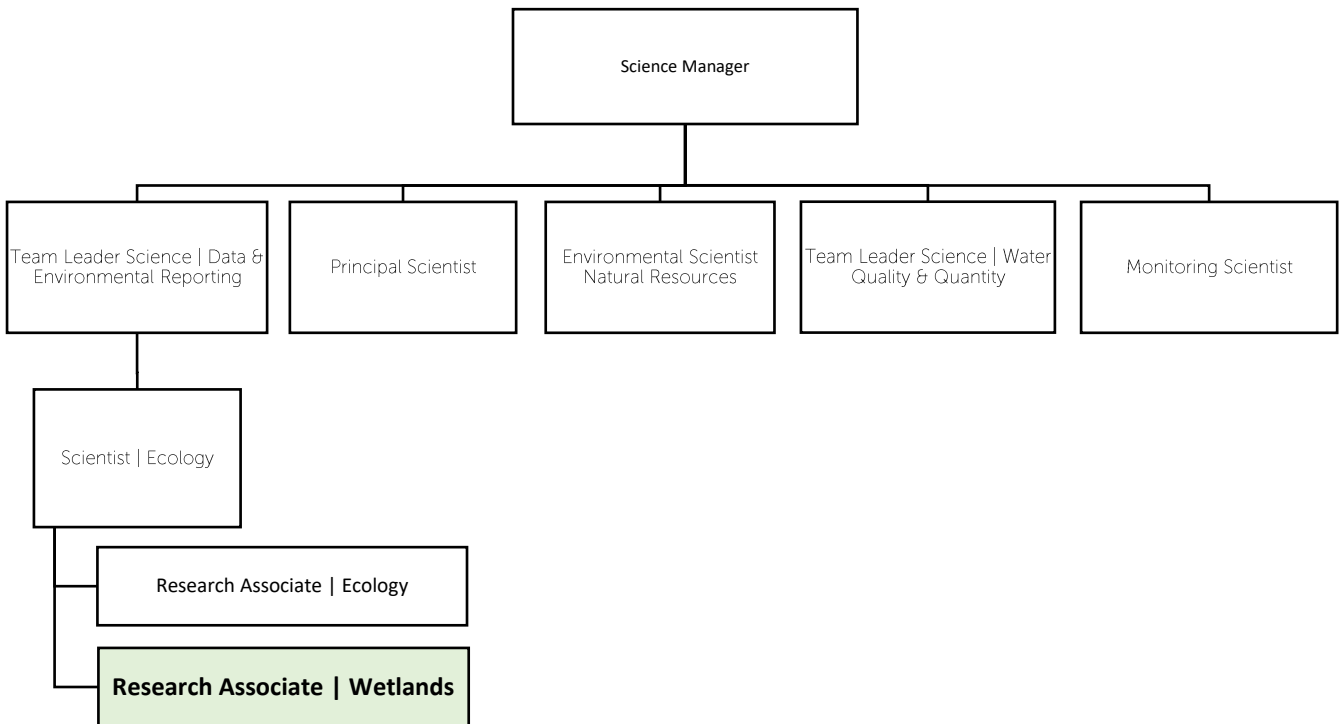 Science Manager
Team Leader Science | Data &
Environmental Reporting
Principal Scientist
Environmental Scientist
Natural Resources
Team Leader Science | Water
Quality & Quantity
Monitoring Scientist
Scientist | Ecology
Research Associate | Ecology
Research Associate | Wetlands